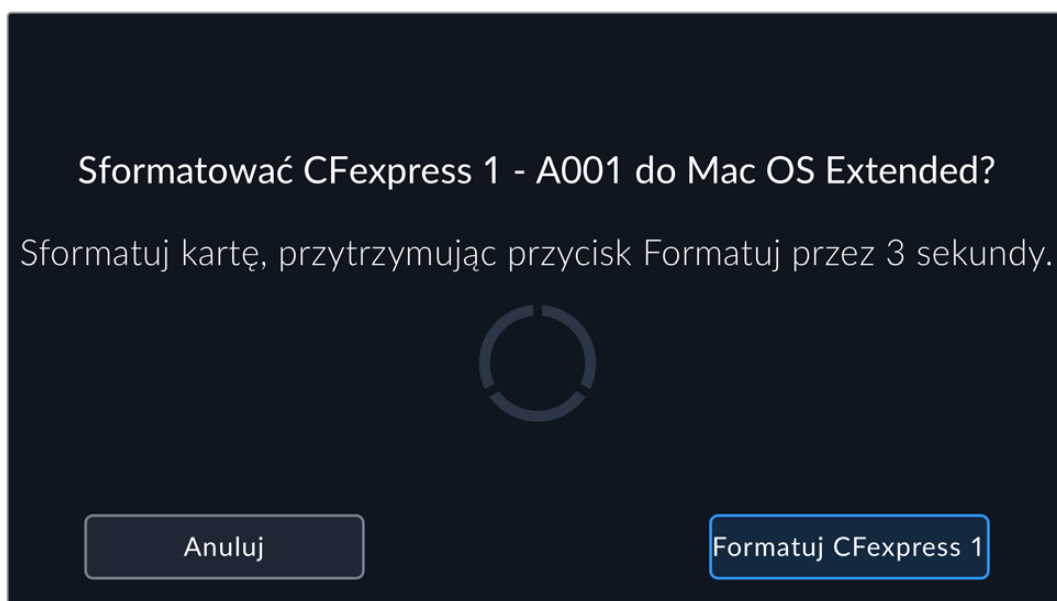 Sformatować CFexpress 1 - A001 do Mac OS Extended?
Sformatuj kartę, przytrzymując przycisk Formatuj przez 3 sekundy.
Anuluj
Formatuj CFexpress 1